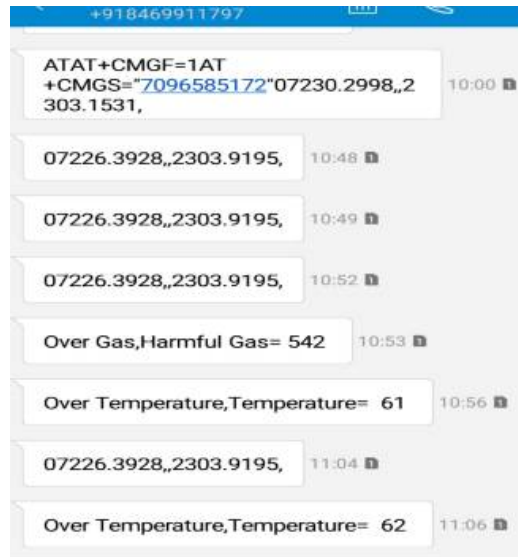 +918469911797
ATAT+CMGF=1AT
+CMGS="7096585172"07230.2998,,2
303.1531,
10:00
07226.3928,,2303.9195,
10:48
07226.3928,,2303.9195,
10:49
07226.3928,,2303.9195,
10:52
Over Gas,Harmful Gas= 542
10:53
Over Temperature,Temperature= 61
10:56
07226.3928,,2303.9195,
11:04
Over Temperature,Temperature= 62
11:06